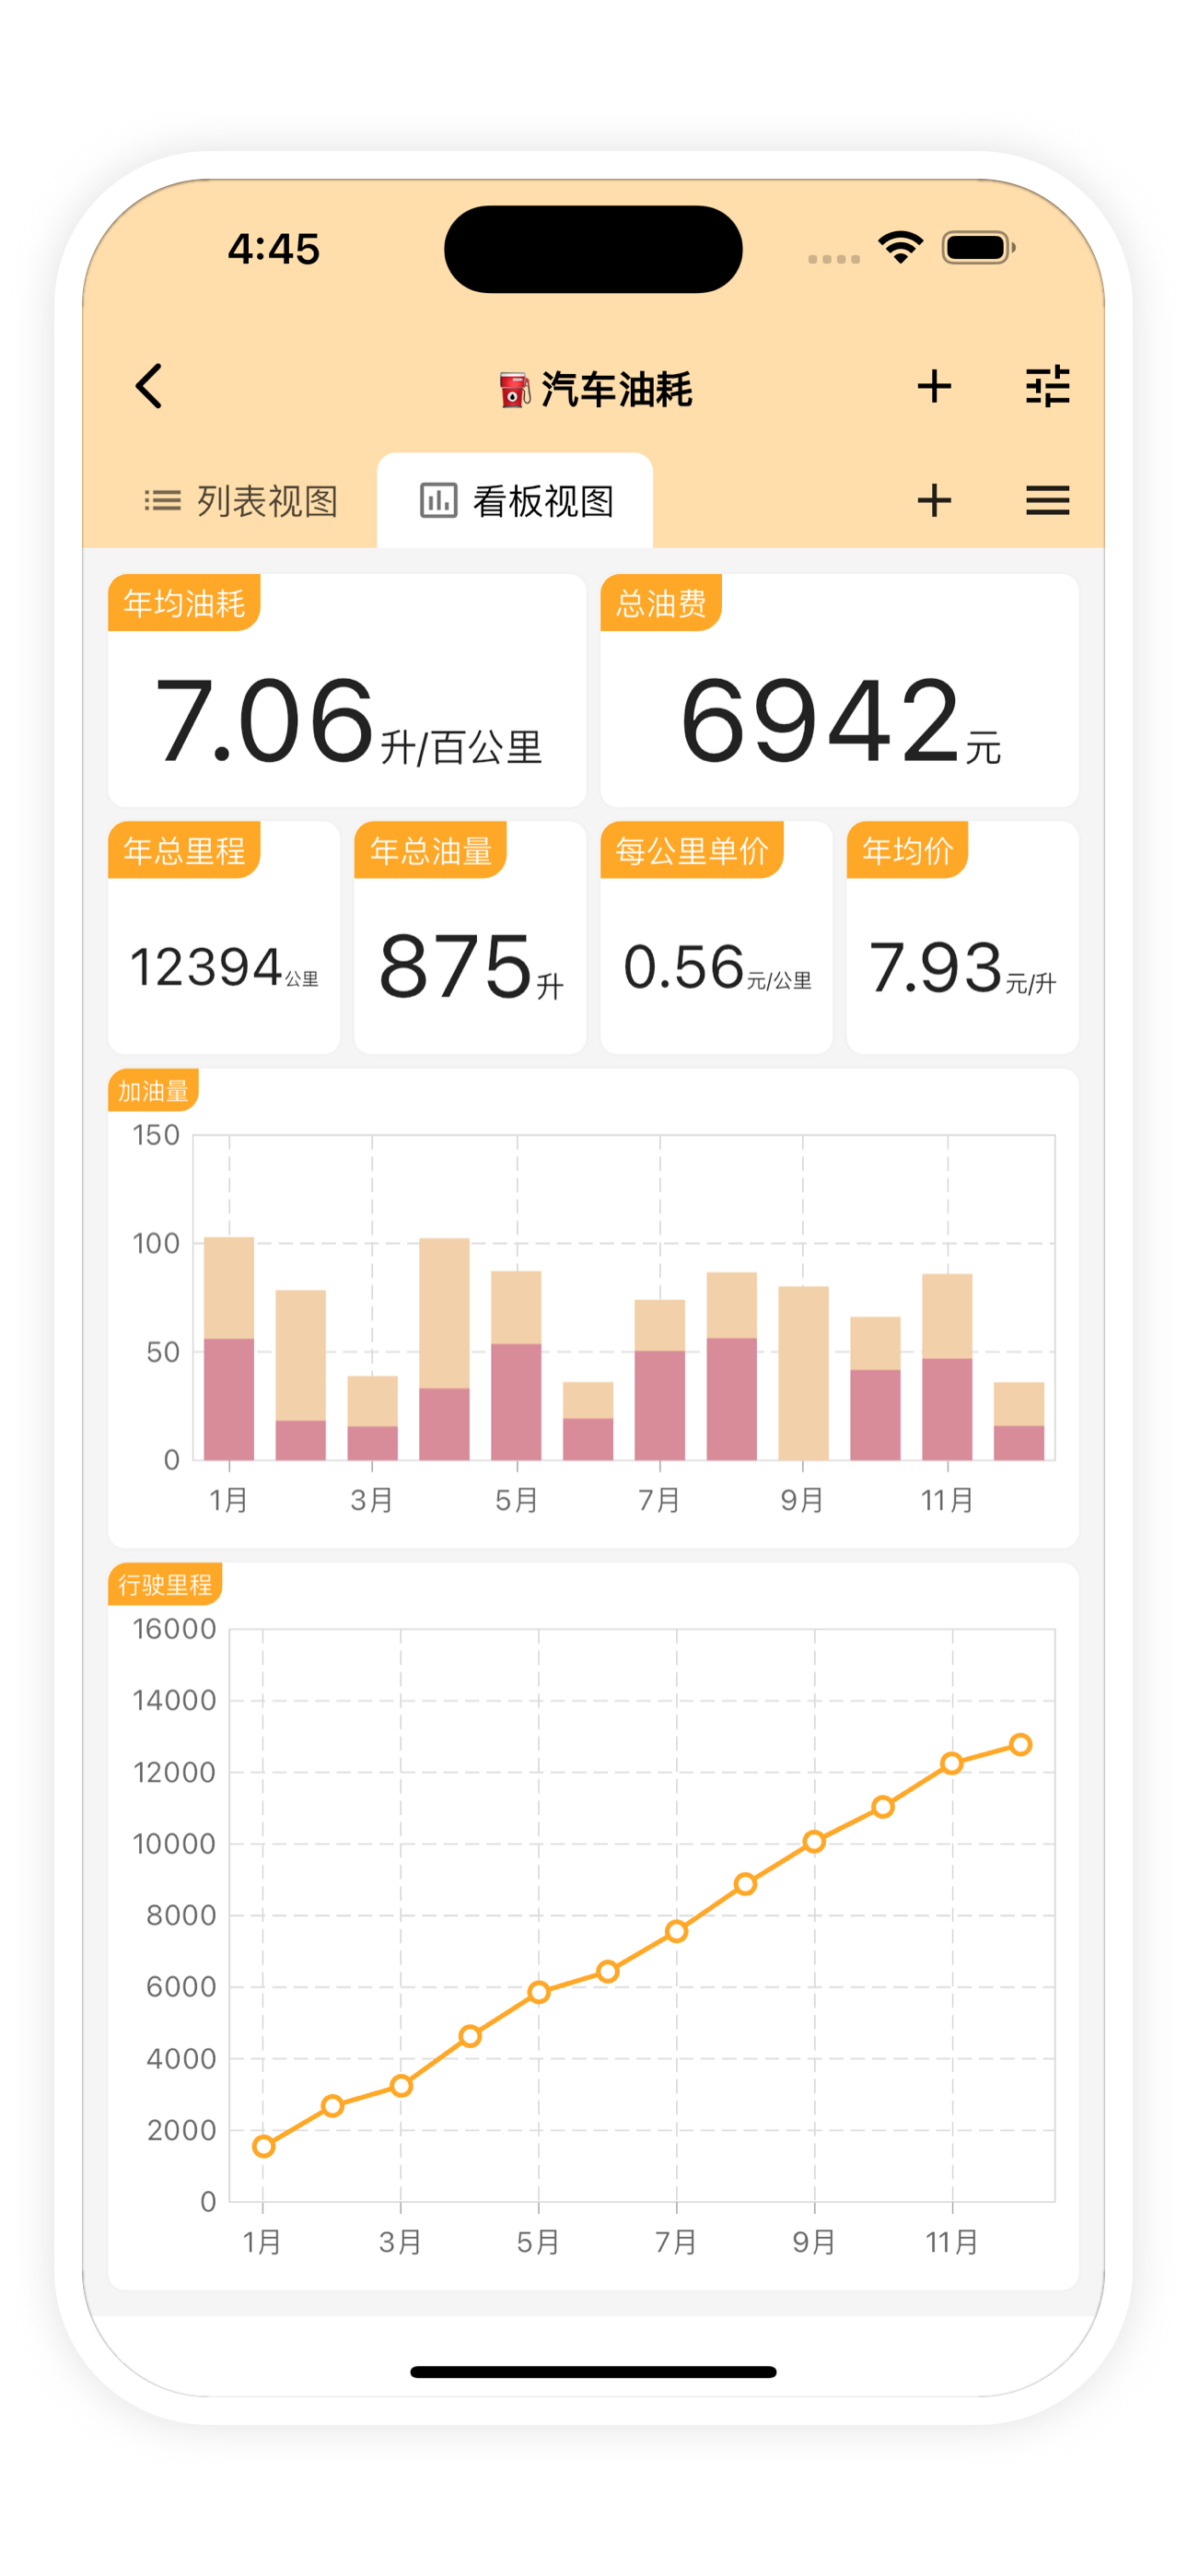 4:45
汽车油耗
列表视图 看板视图
年均油耗 总油费
7.06升/百公里 6942元
年总里程 年总油量 每公里单价 年均价
12394公里 875升 0.56元/公里 7.93元/升
加油量
150
100
50
0
1月 3月 5月 7月 9月 11月
行驶里程
16000
14000
12000
10000
8000
6000
4000
2000
0
1月 3月 5月 7月 9月 11月